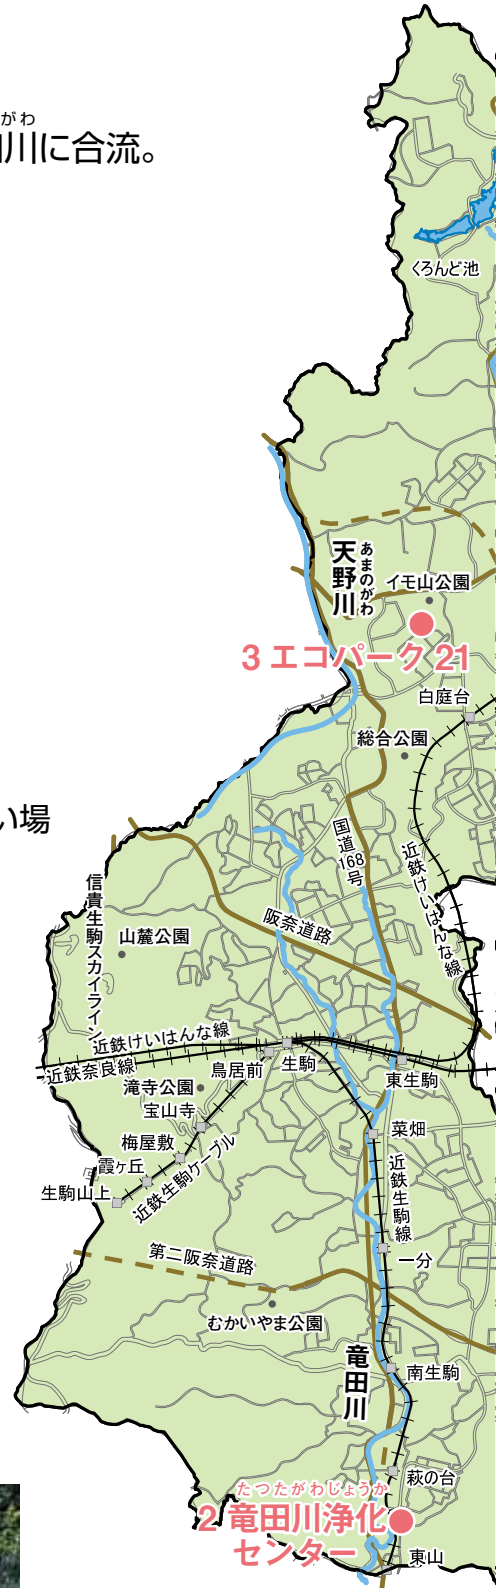 がわ
川に合流。
くろんど池
天野川
あまのがわ
イモ山公園
3 エコパーク 21
白庭台
総合公園
い場
国道168号
近鉄けいはんな線
信貴生駒スカイライン
阪奈道路
山麓公園
近鉄けいはんな線
近鉄奈良線
鳥居前
生駒
東生駒
滝寺公園
宝山寺
菜畑
梅屋敷
霞ヶ丘
生駒山上
近鉄生駒ケーブル
近鉄生駒線
一分
第二阪奈道路
むかいやま公園
竜田川
南生駒
萩の台
たつたがわじょうか
2 竜田川浄化
センター
東山